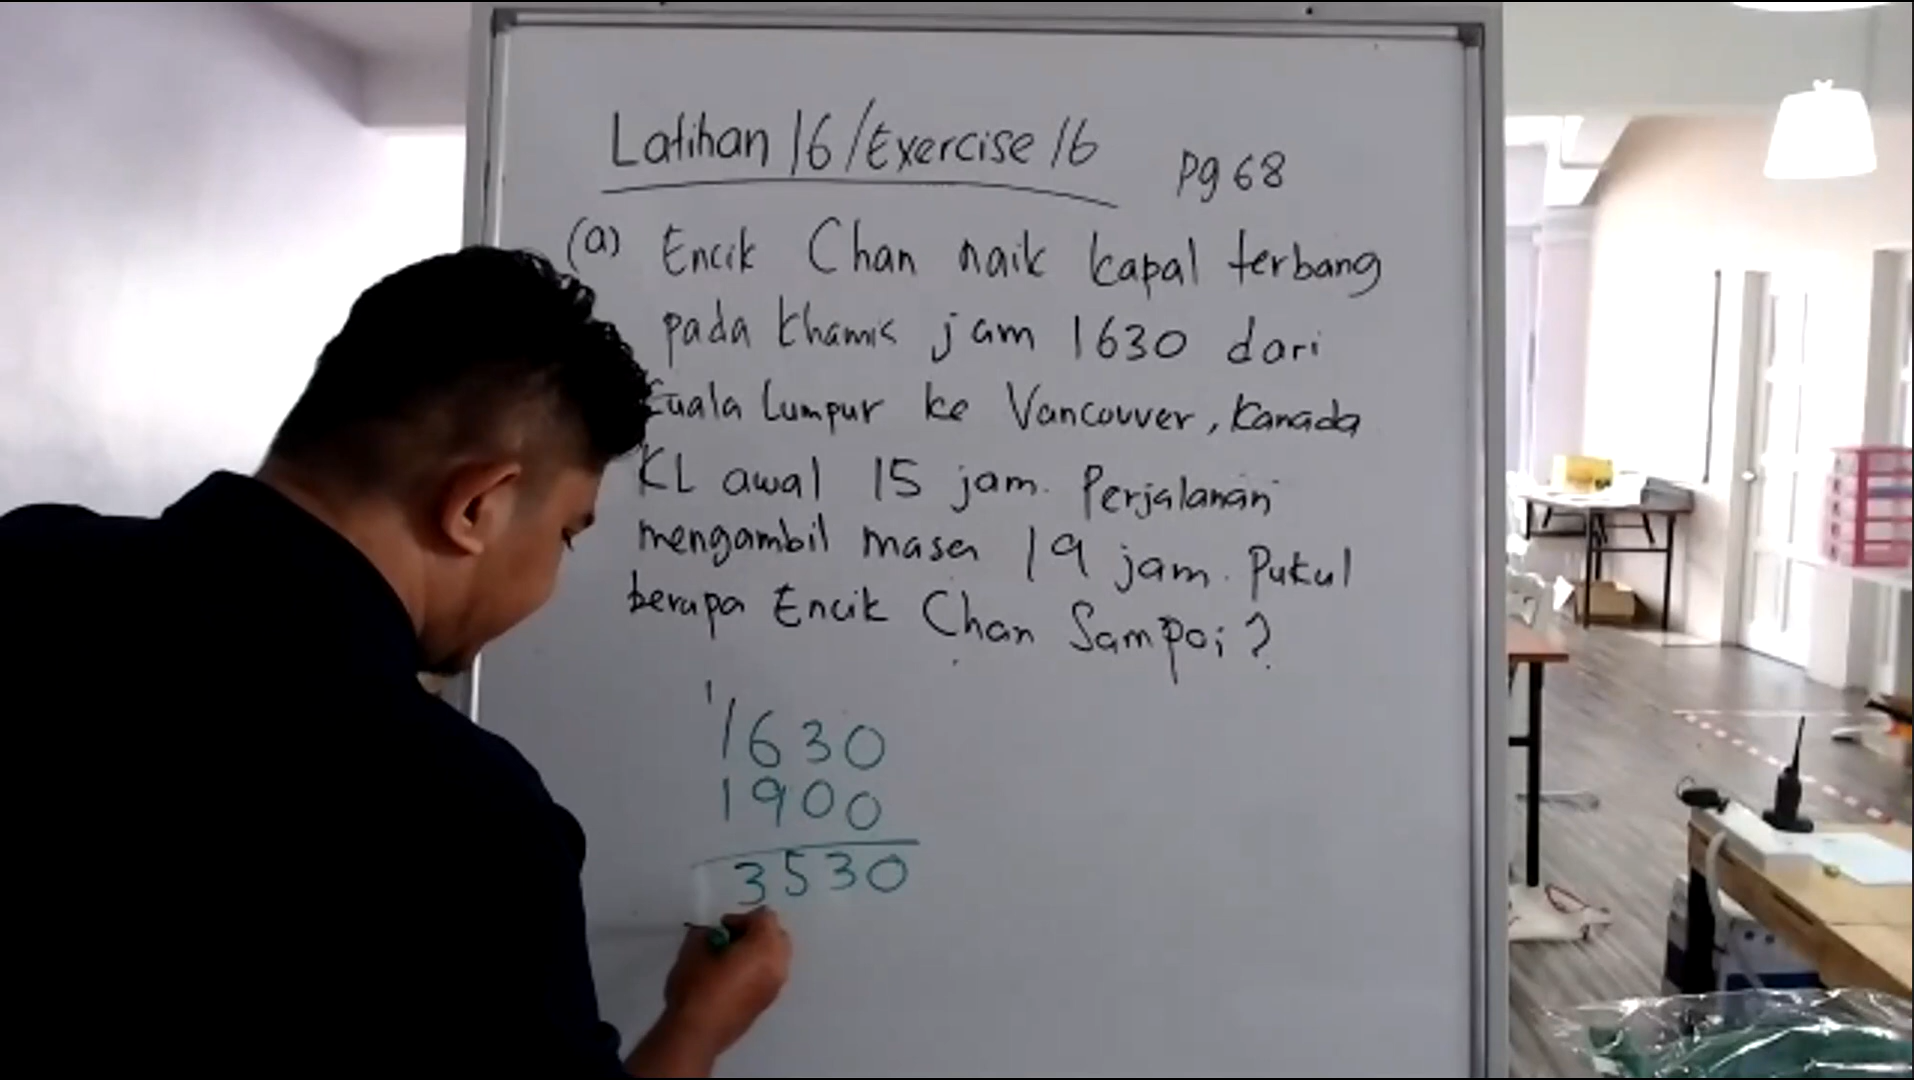 Latihan 16/Exercise 16 pg 68
(a) Encik Chan naik kapal terbang
pada khamis jam 1630 dari
Kuala Lumpur ke Vancouver, Kanada
KL awal 15 jam. Perjalanan
mengambil masa 19 jam. Pukul
berapa Encik Chan Sampai?
1
1630
1900
3530